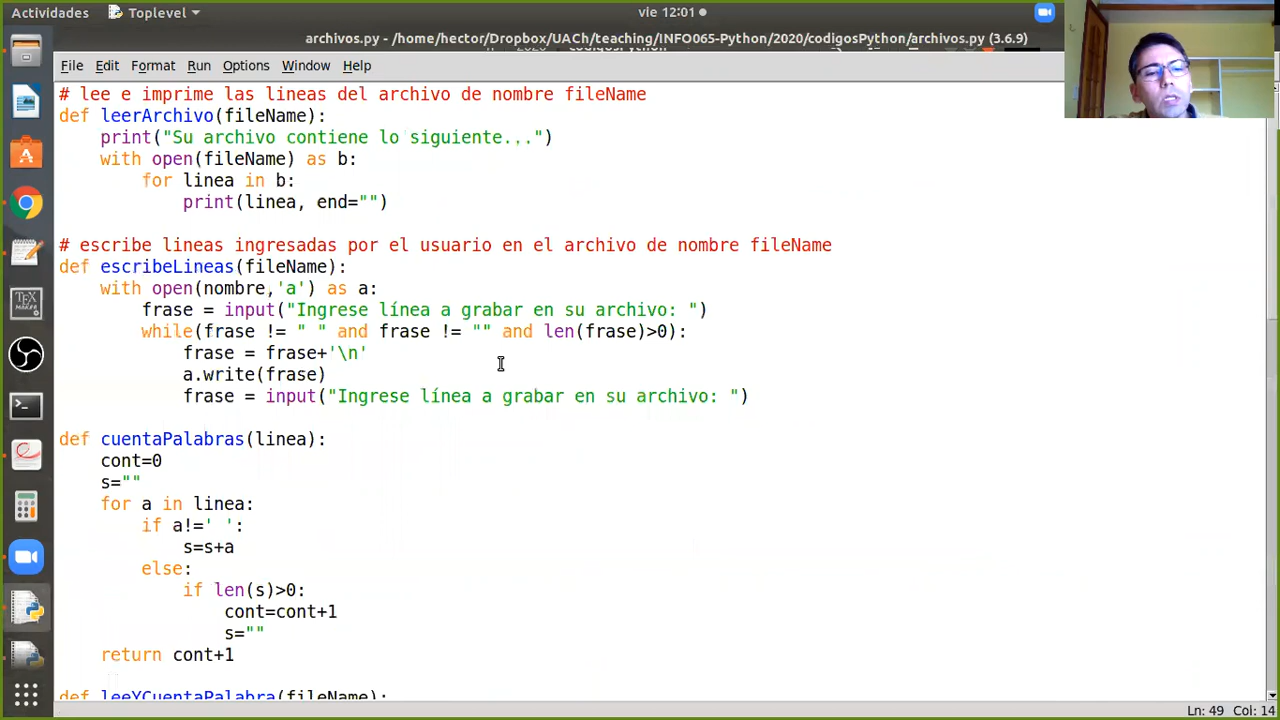 Actividades
Toplevel
vie 12:01
archivos.py - /home/hector/Dropbox/UACh/teaching/INFO065-Python/2020/codigosPython/archivos.py (3.6.9)
File Edit Format Run Options Window Help
# lee e imprime las lineas del archivo de nombre fileName
def leerArchivo(fileName):
    print("Su archivo contiene lo siguiente...")
    with open(fileName) as b:
        for linea in b:
            print(linea, end="")
# escribe lineas ingresadas por el usuario en el archivo de nombre fileName
def escribeLineas(fileName):
    with open(nombre,'a') as a:
        frase = input("Ingrese línea a grabar en su archivo: ")
        while(frase != " " and frase != "" and len(frase)>0):
            frase = frase+'\n'
            a.write(frase)
            frase = input("Ingrese línea a grabar en su archivo: ")
def cuentaPalabras(linea):
    cont=0
    s=""
    for a in linea:
        if a!=' ':
            s=s+a
        else:
            if len(s)>0:
                cont=cont+1
                s=""
    return cont+1
def leeYCuentaPalabra(fileName):
TEX MAKER
Ln: 49 Col: 14